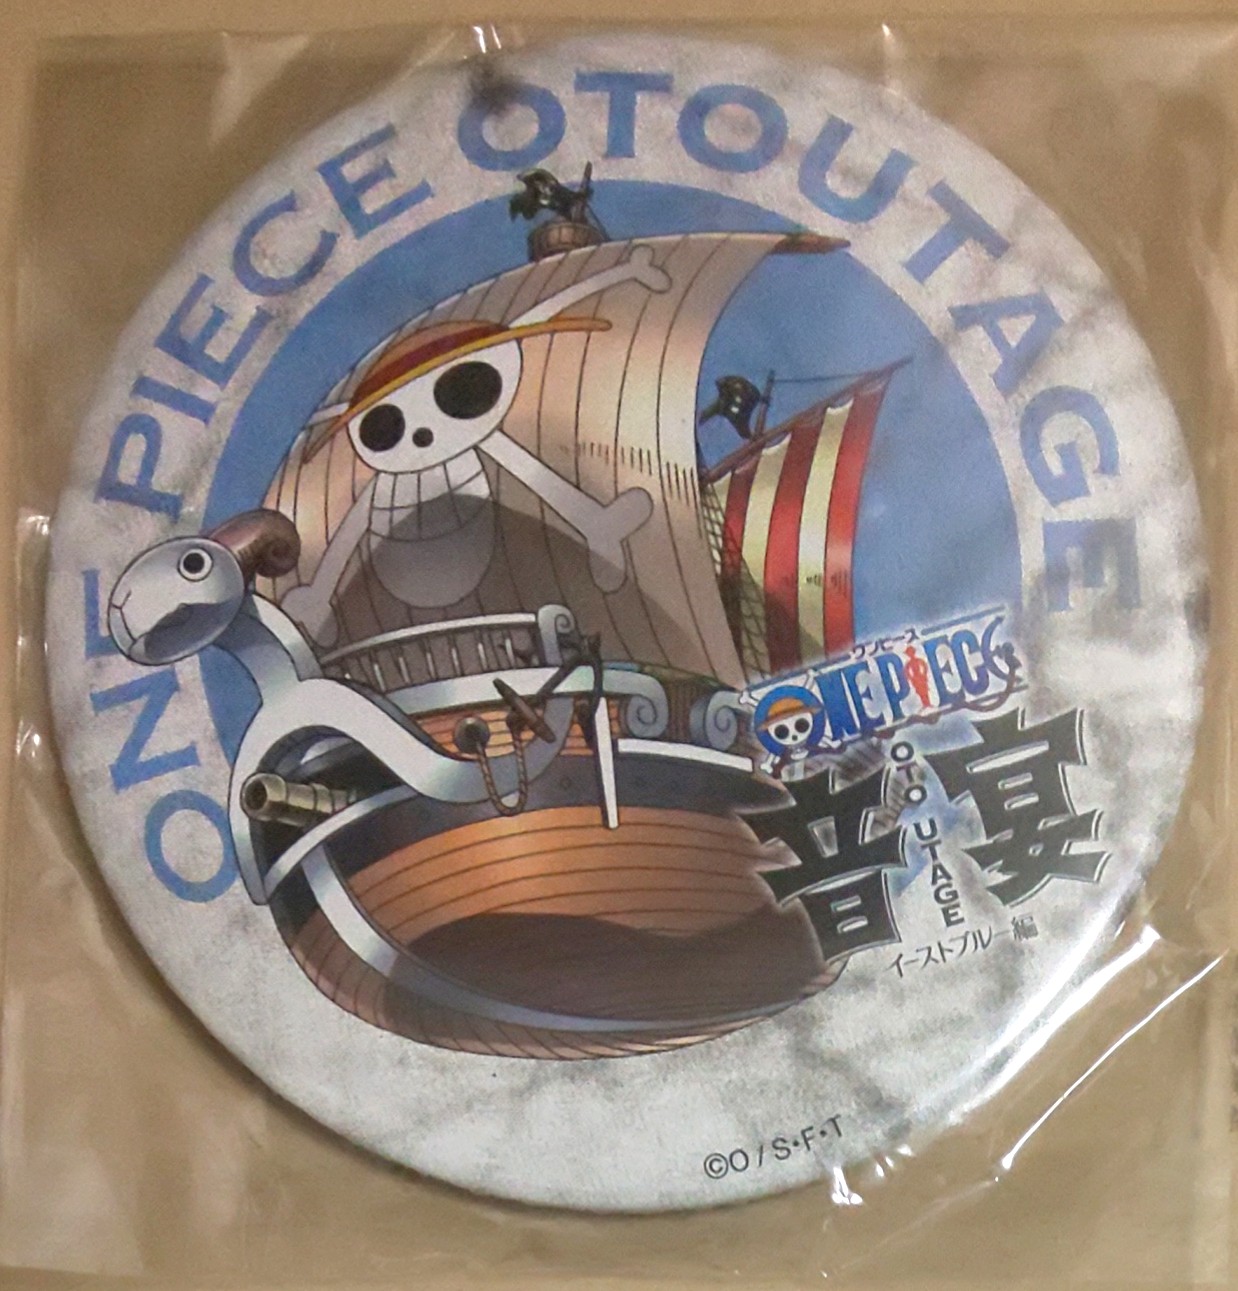 ONE PIECE OTOUTAGE
ワンピース
ONE PIECE
音宴
OTO UTAGE
イーストブルー編
©O/S・F・T